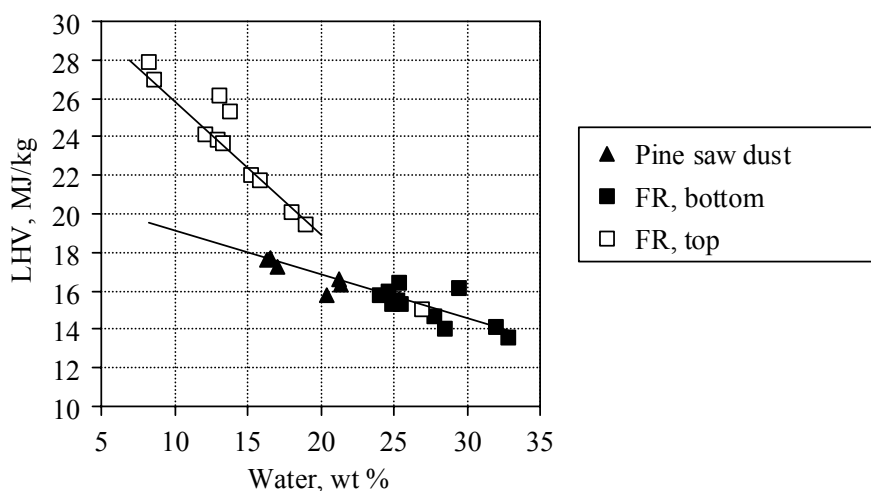 30
28
26
24
22
20
18
16
14
12
10
LHV, MJ/kg
5 10 15 20 25 30 35
Water, wt %
Pine saw dust
FR, bottom
FR, top